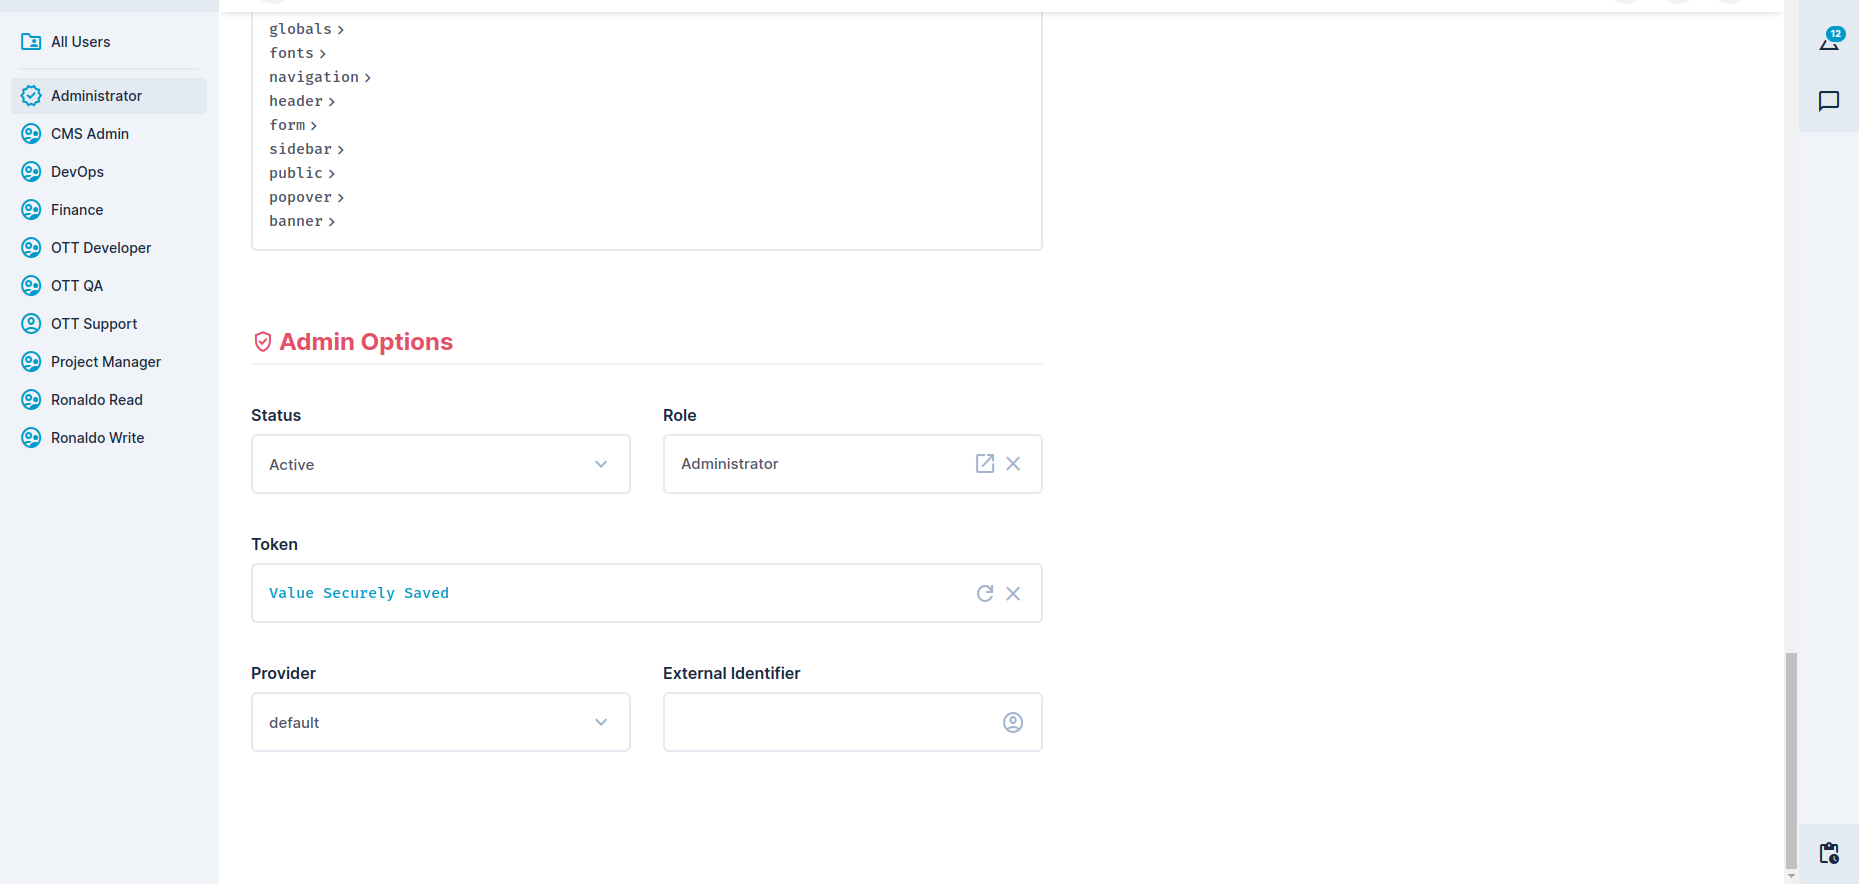 All Users
Administrator
CMS Admin
DevOps
Finance
OTT Developer
OTT QA
OTT Support
Project Manager
Ronaldo Read
Ronaldo Write
globals
fonts
navigation
header
form
sidebar
public
popover
banner
Admin Options
Status
Role
Active
Administrator
Token
Value Securely Saved
Provider
External Identifier
default
12